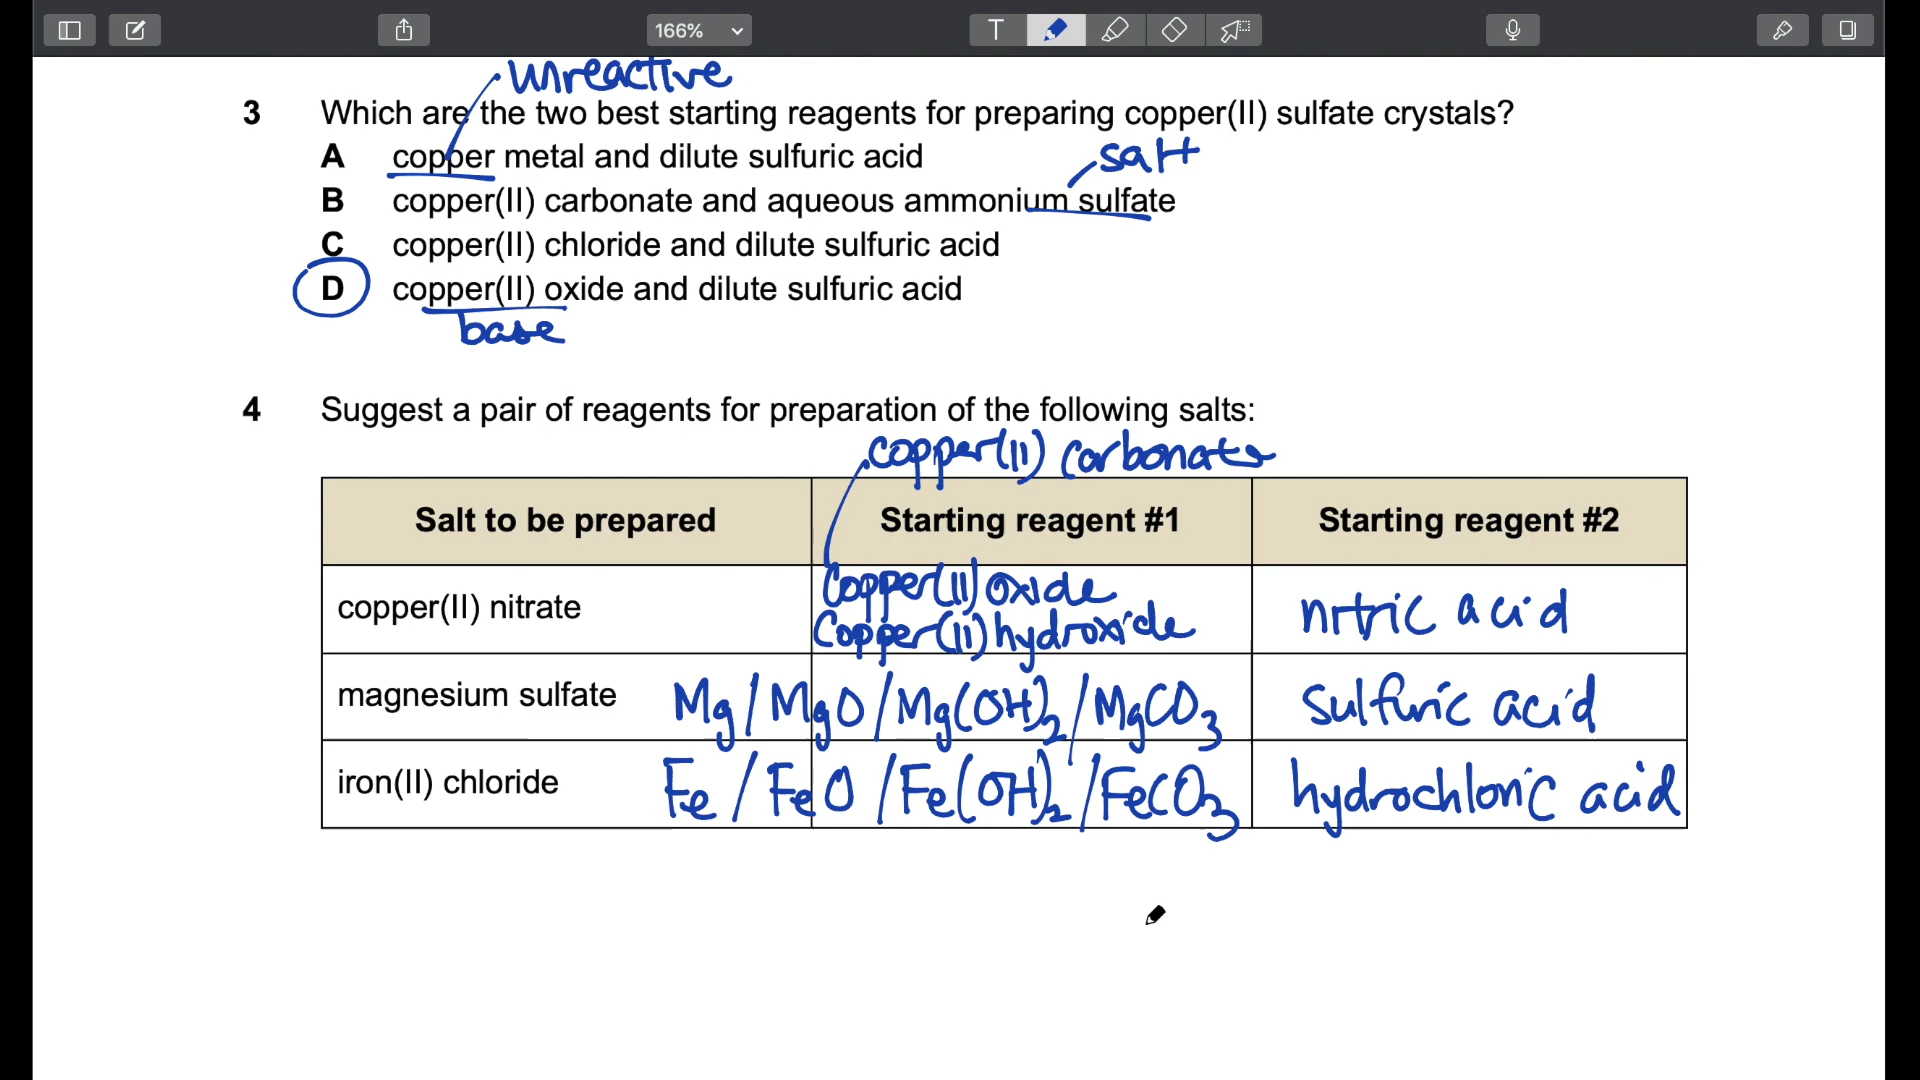 166%
T
unreactive
3 Which are the two best starting reagents for preparing copper(II) sulfate crystals?
A copper metal and dilute sulfuric acid
salt
B copper(II) carbonate and aqueous ammonium sulfate
C copper(II) chloride and dilute sulfuric acid
D copper(II) oxide and dilute sulfuric acid
base
4 Suggest a pair of reagents for preparation of the following salts:
copper(II) carbonate
Salt to be prepared Starting reagent #1 Starting reagent #2
copper(II) nitrate Copper(II) oxide nitric acid
Copper(II) hydroxide
magnesium sulfate Mg / MgO / Mg(OH)₂ / MgCO₃ sulfuric acid
iron(II) chloride Fe / FeO / Fe(OH)₂ / FeCO₃ hydrochloric acid